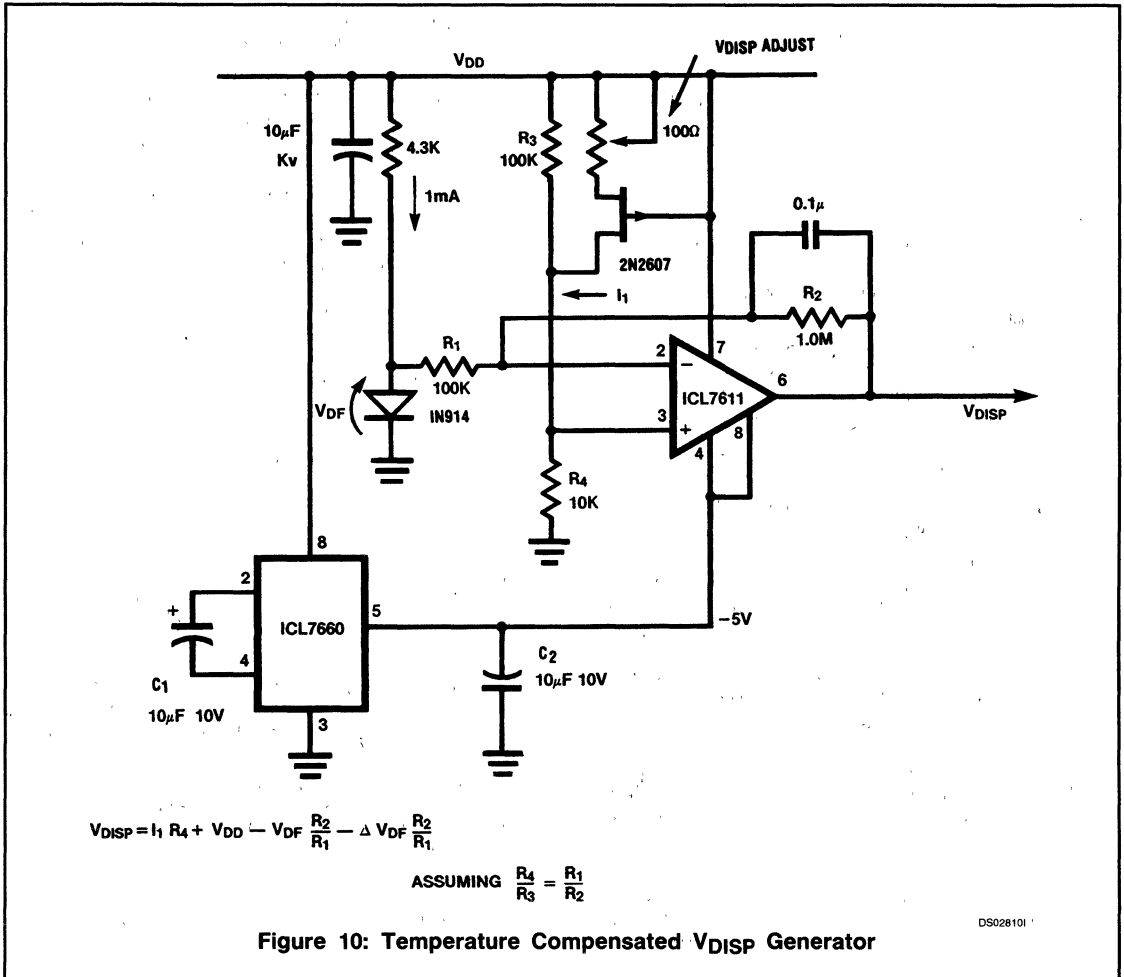 VDD
VDISP ADJUST
10µF
Kv
4.3K
1mA
R3
100K
100Ω
2N2607
I1
0.1µ
R2
1.0M
R1
100K
VDF
IN914
2
−
7
ICL7611
6
3
+
8
4
VDISP
R4
10K
8
2
+
ICL7660
5
−5V
4
C1
10µF 10V
C2
10µF 10V
3
VDISP = I1 R4 + VDD − VDF R2/R1 − Δ VDF R2/R1
ASSUMING R4/R3 = R1/R2
DS02810I
Figure 10: Temperature Compensated VDISP Generator